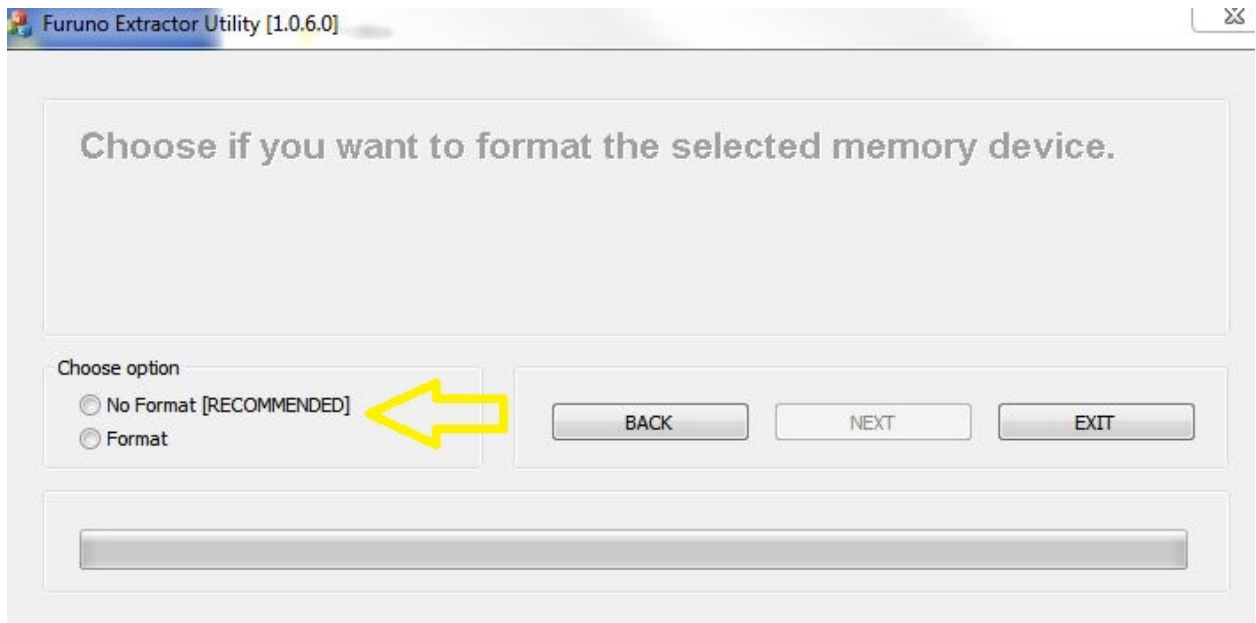 Furuno Extractor Utility [1.0.6.0]
Choose if you want to format the selected memory device.
Choose option
No Format [RECOMMENDED]
Format
BACK NEXT EXIT